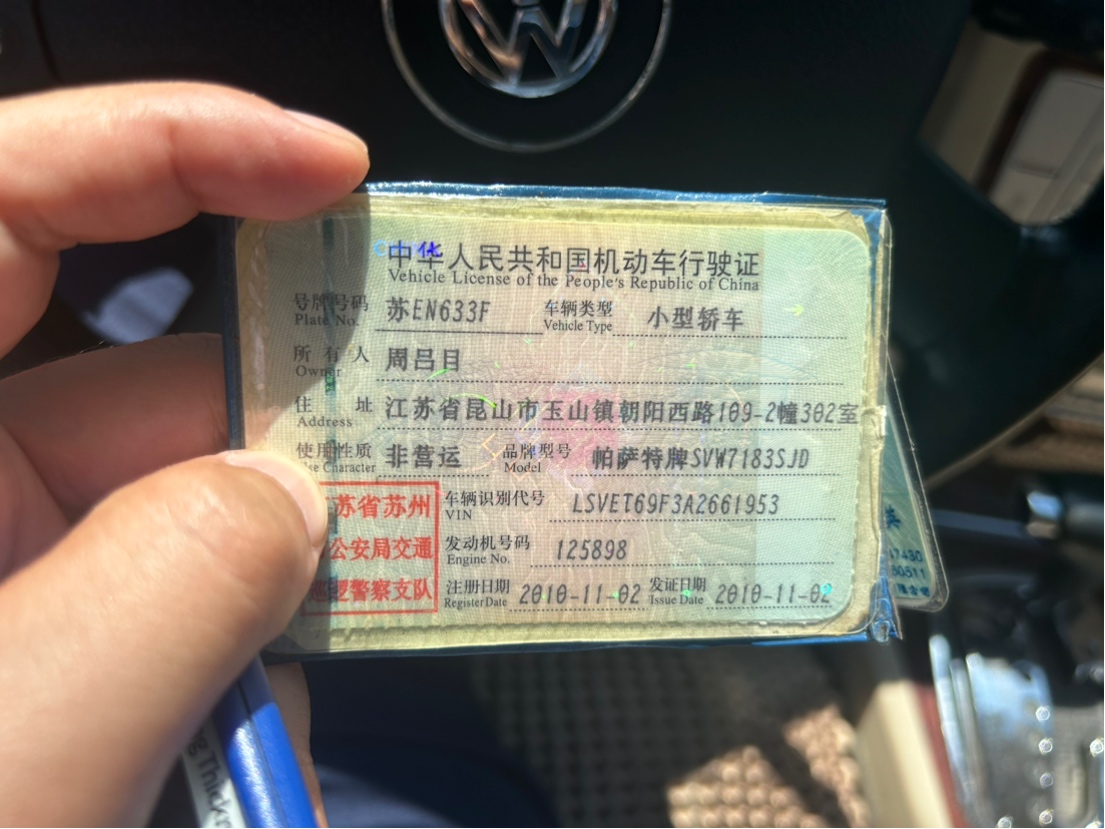 中华人民共和国机动车行驶证
Vehicle License of the People's Republic of China
号牌号码 苏EN633F 车辆类型 小型轿车
Plate No. Vehicle Type
所有人 周吕目
Owner
住址 江苏省昆山市玉山镇朝阳西路109-2幢302室
Address
使用性质 非营运 品牌型号 帕萨特牌SVW7183SJD
Use Character Model
苏省苏州 车辆识别代号 LSVET69F3A2661953
VIN
公安局交通 发动机号码 125898
Engine No.
巡逻警察支队 注册日期 2010-11-02 发证日期 2010-11-02
Register Date Issue Date